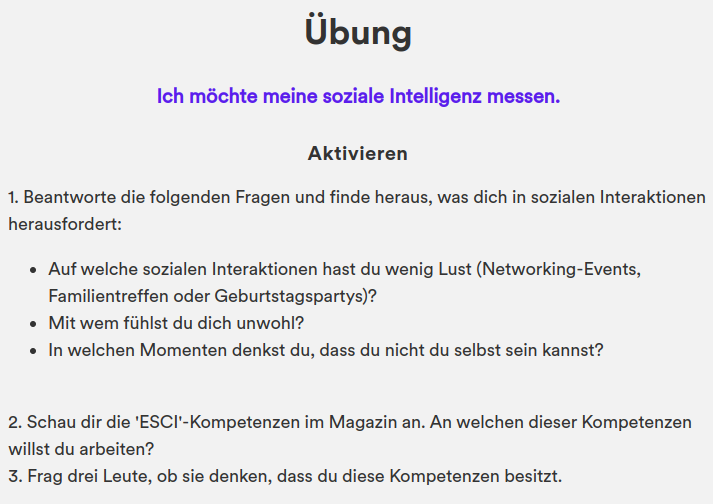 Übung
Ich möchte meine soziale Intelligenz messen.
Aktivieren
1. Beantworte die folgenden Fragen und finde heraus, was dich in sozialen Interaktionen
herausfordert:
• Auf welche sozialen Interaktionen hast du wenig Lust (Networking-Events,
Familientreffen oder Geburtstagspartys)?
• Mit wem fühlst du dich unwohl?
• In welchen Momenten denkst du, dass du nicht du selbst sein kannst?
2. Schau dir die 'ESCI'-Kompetenzen im Magazin an. An welchen dieser Kompetenzen
willst du arbeiten?
3. Frag drei Leute, ob sie denken, dass du diese Kompetenzen besitzt.